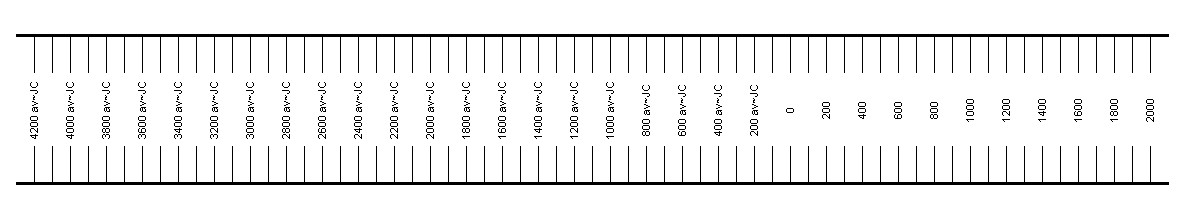 4200 av~JC
4000 av~JC
3800 av~JC
3600 av~JC
3400 av~JC
3200 av~JC
3000 av~JC
2800 av~JC
2600 av~JC
2400 av~JC
2200 av~JC
2000 av~JC
1800 av~JC
1600 av~JC
1400 av~JC
1200 av~JC
1000 av~JC
800 av~JC
600 av~JC
400 av~JC
200 av~JC
0
200
400
600
800
1000
1200
1400
1600
1800
2000